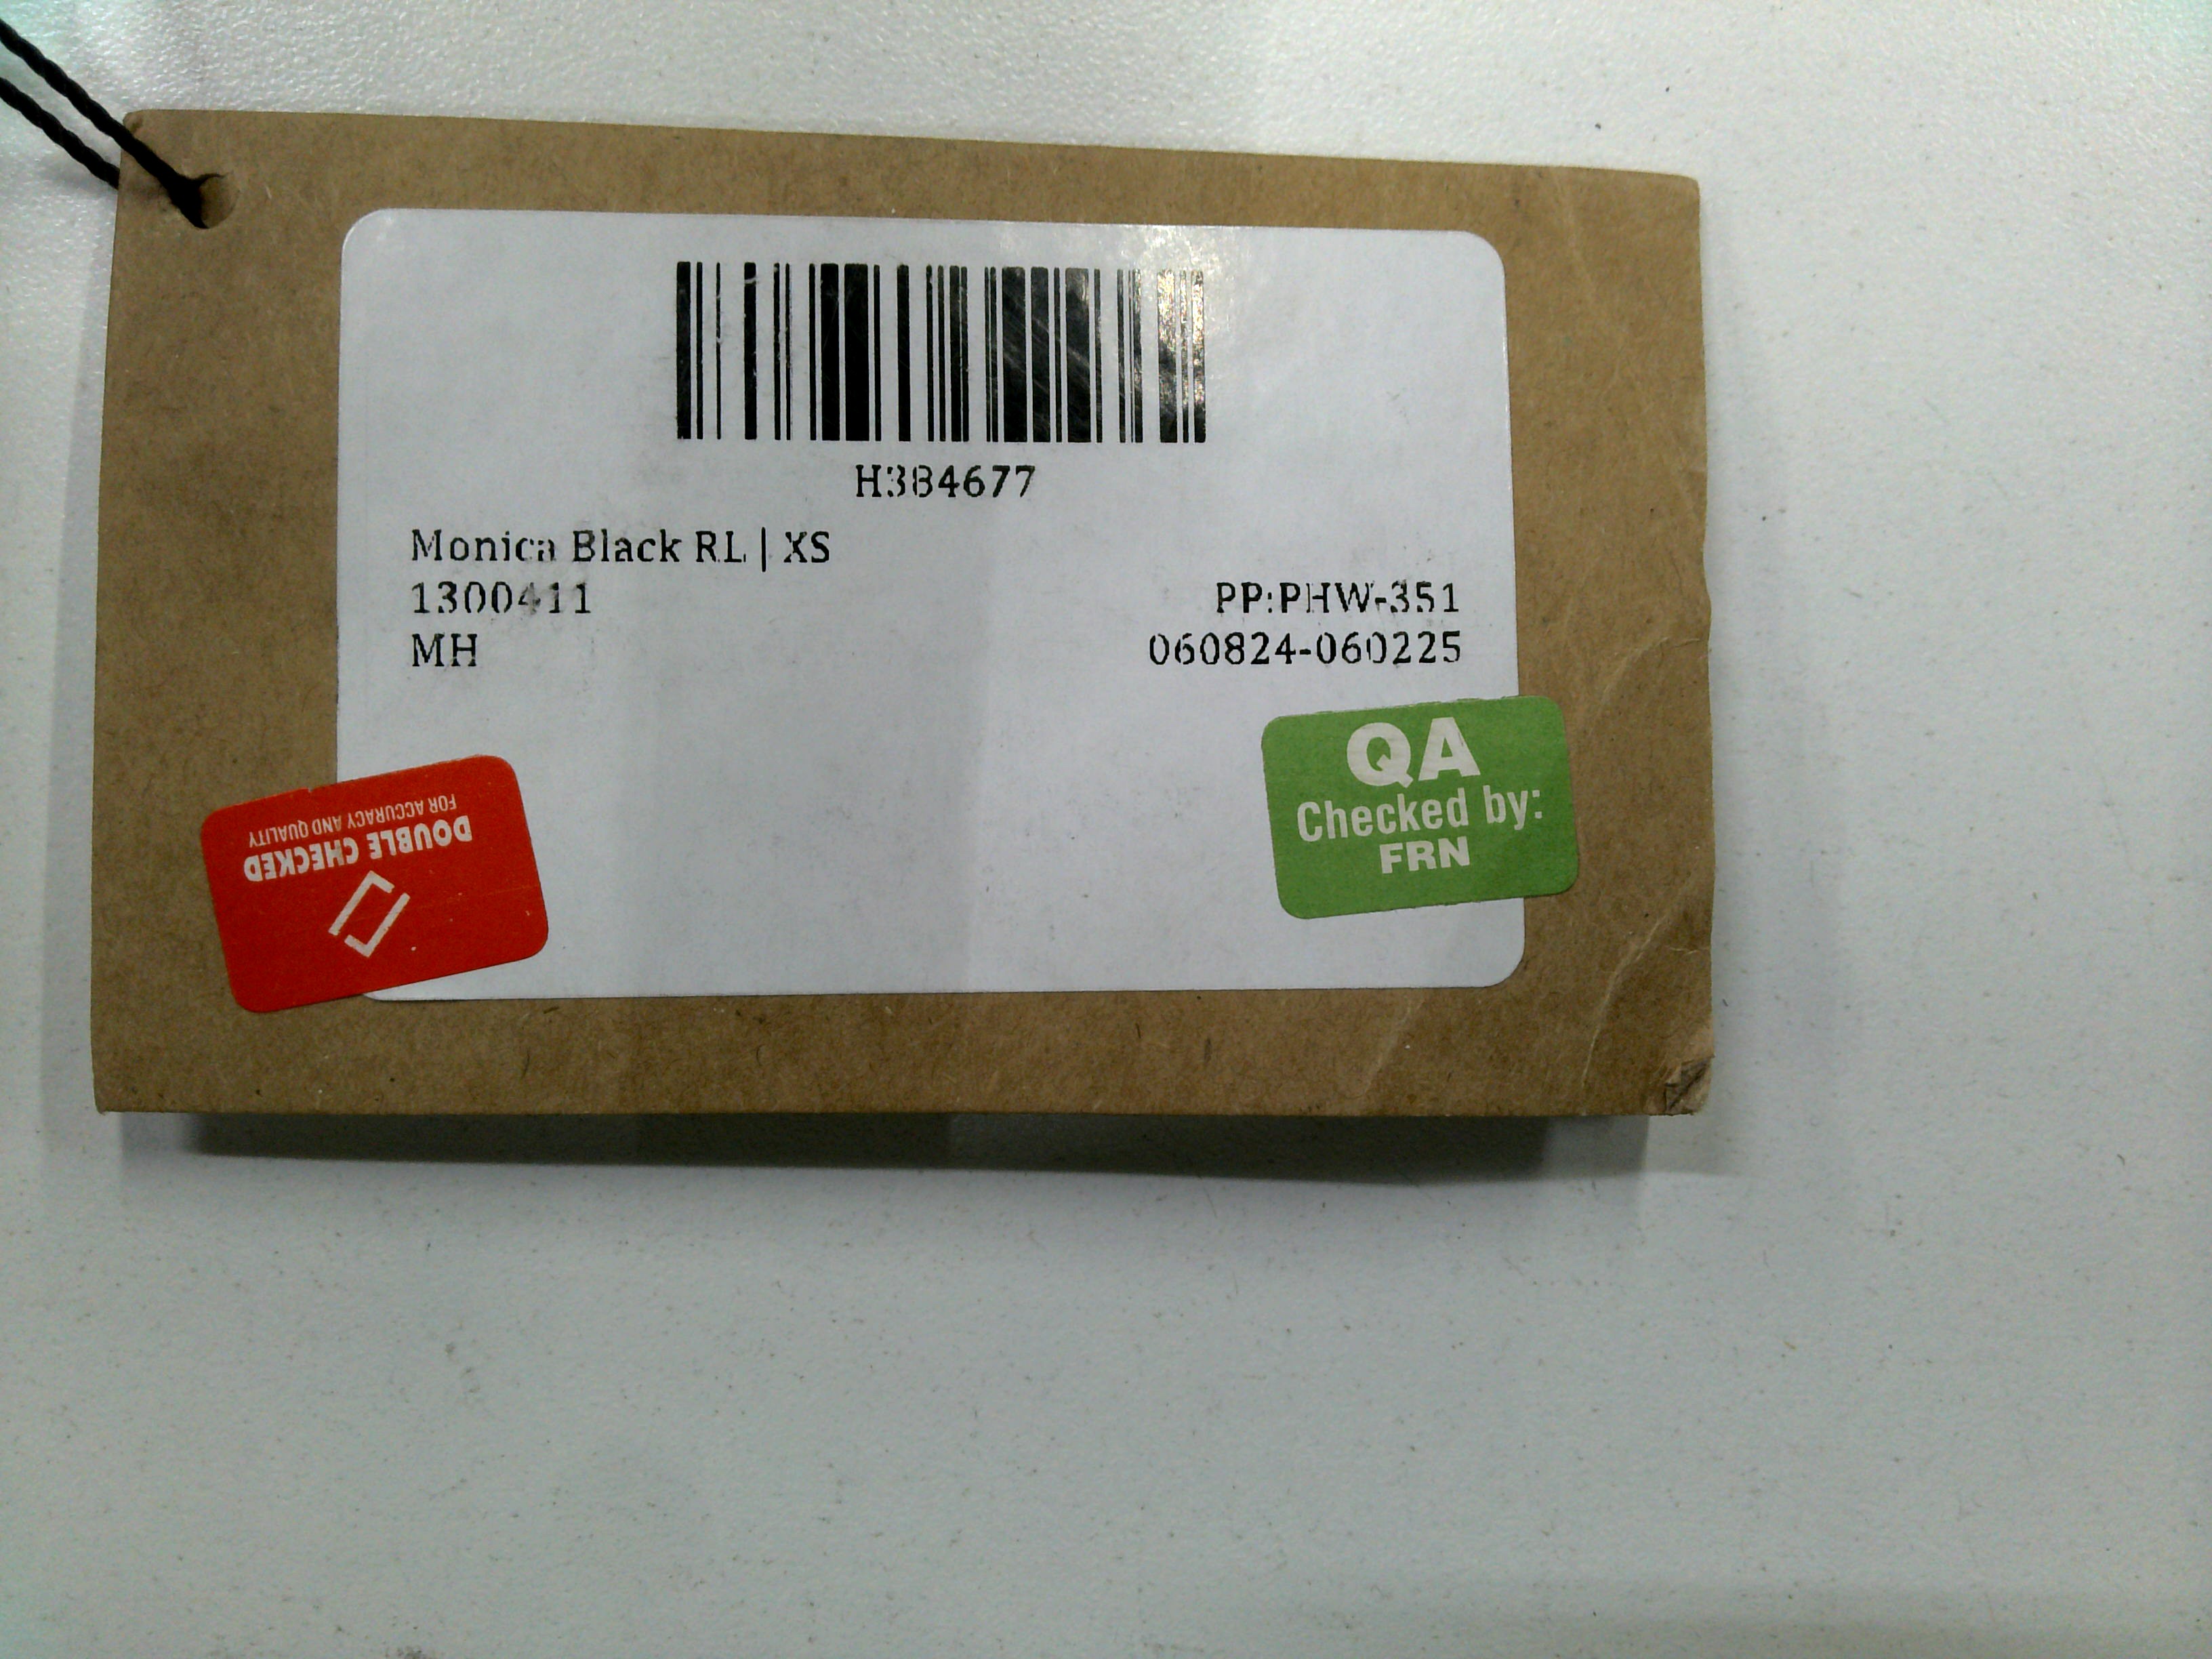 H384677
Monica Black RL | XS
1300411
MH
PP:PHW-351
060824-060225
QA
Checked by:
FRN
DOUBLE CHECKED
FOR ACCURACY AND QUALITY